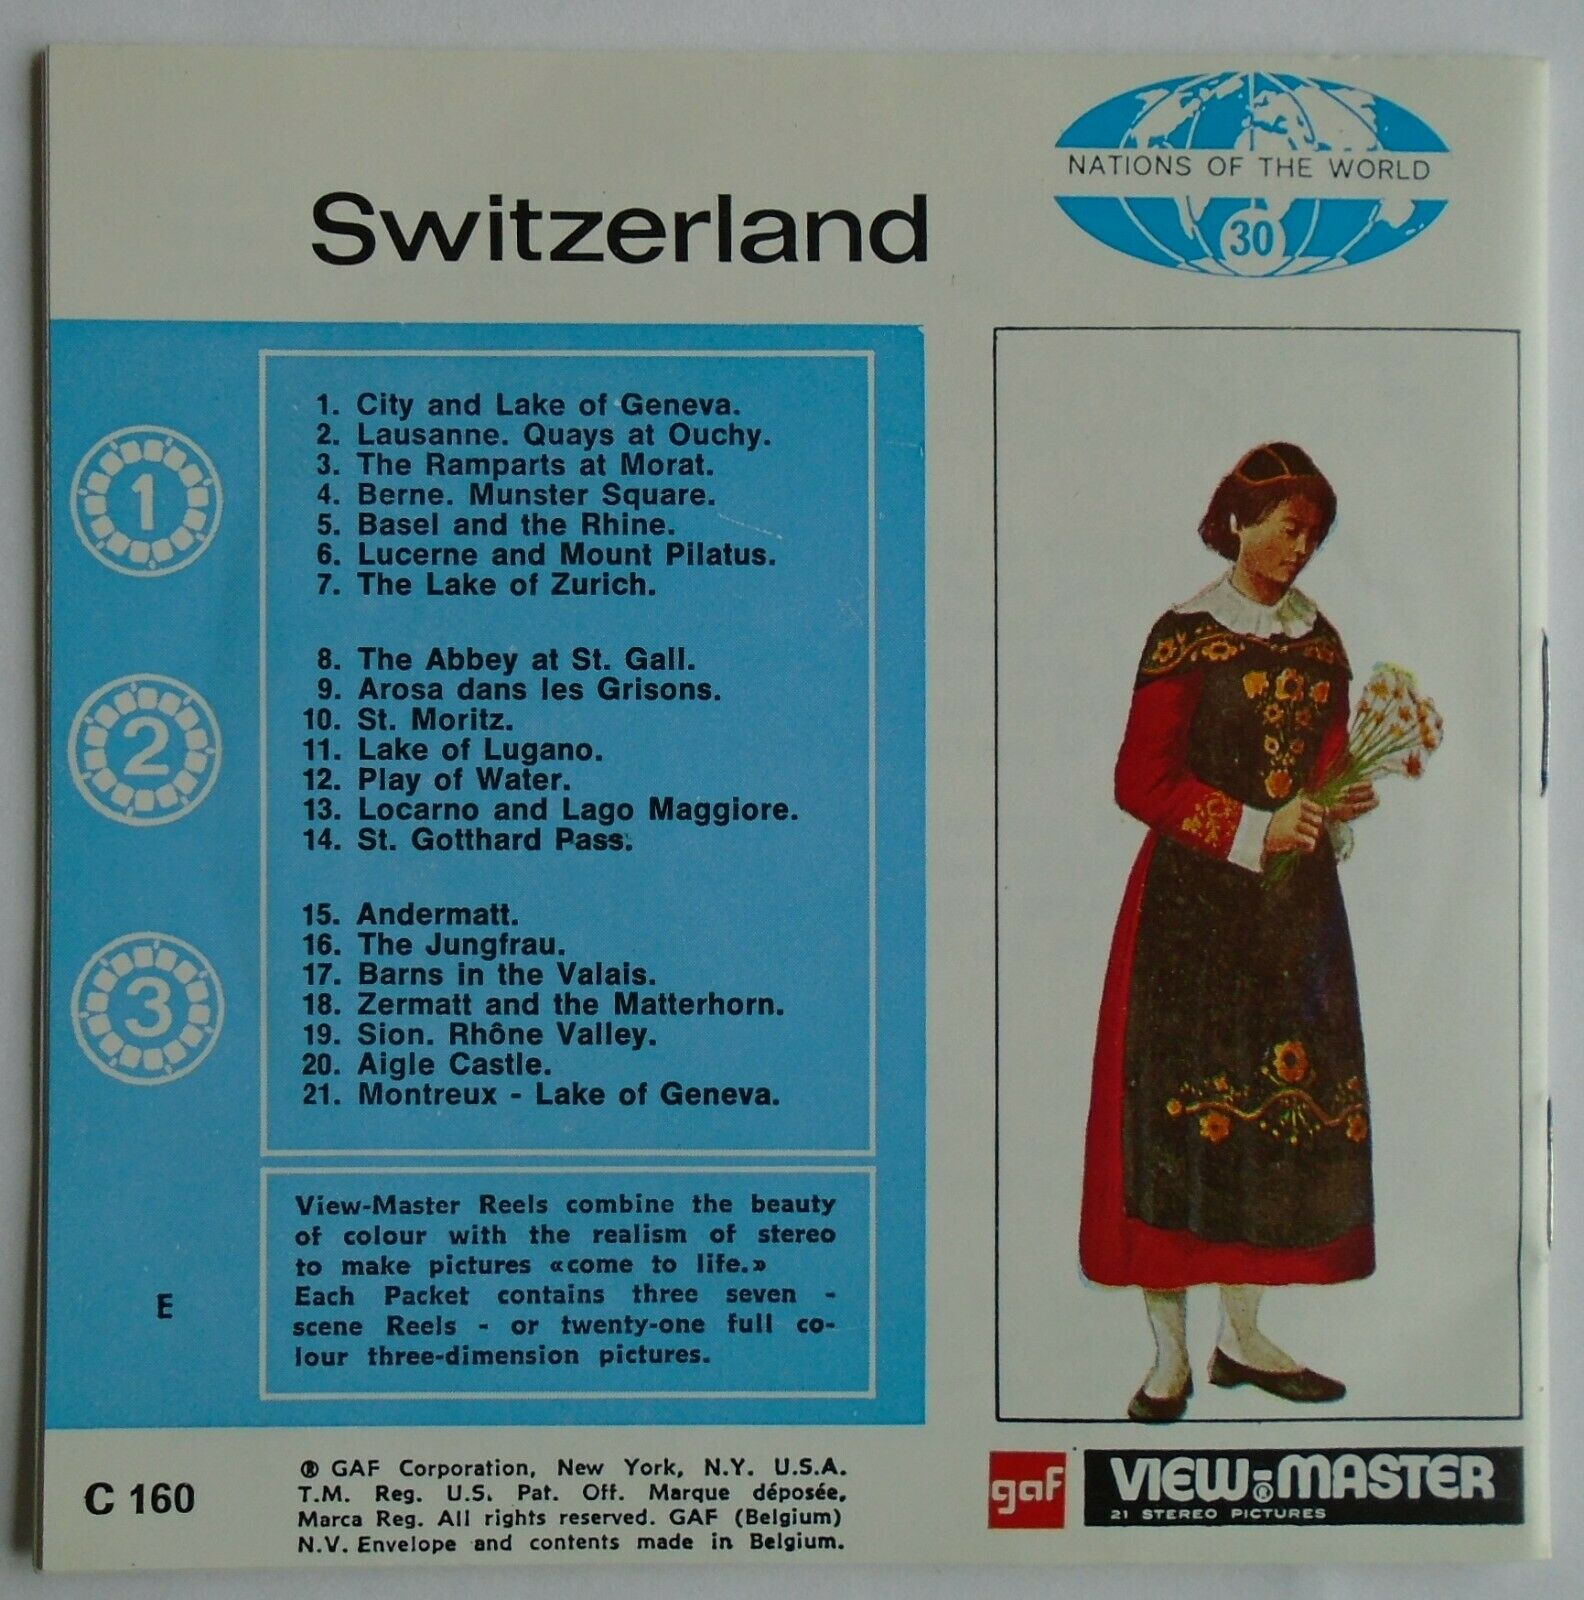 NATIONS OF THE WORLD
30
Switzerland
1
1. City and Lake of Geneva.
2. Lausanne. Quays at Ouchy.
3. The Ramparts at Morat.
4. Berne. Munster Square.
5. Basel and the Rhine.
6. Lucerne and Mount Pilatus.
7. The Lake of Zurich.
2
8. The Abbey at St. Gall.
9. Arosa dans les Grisons.
10. St. Moritz.
11. Lake of Lugano.
12. Play of Water.
13. Locarno and Lago Maggiore.
14. St. Gotthard Pass.
3
15. Andermatt.
16. The Jungfrau.
17. Barns in the Valais.
18. Zermatt and the Matterhorn.
19. Sion. Rhône Valley.
20. Aigle Castle.
21. Montreux - Lake of Geneva.
View-Master Reels combine the beauty
of colour with the realism of stereo
to make pictures «come to life.»
Each Packet contains three seven -
scene Reels - or twenty-one full co-
lour three-dimension pictures.
E
C 160
® GAF Corporation, New York, N.Y. U.S.A.
T.M. Reg. U.S. Pat. Off. Marque déposée,
Marca Reg. All rights reserved. GAF (Belgium)
N.V. Envelope and contents made in Belgium.
gaf
VIEW-MASTER ®
21 STEREO PICTURES